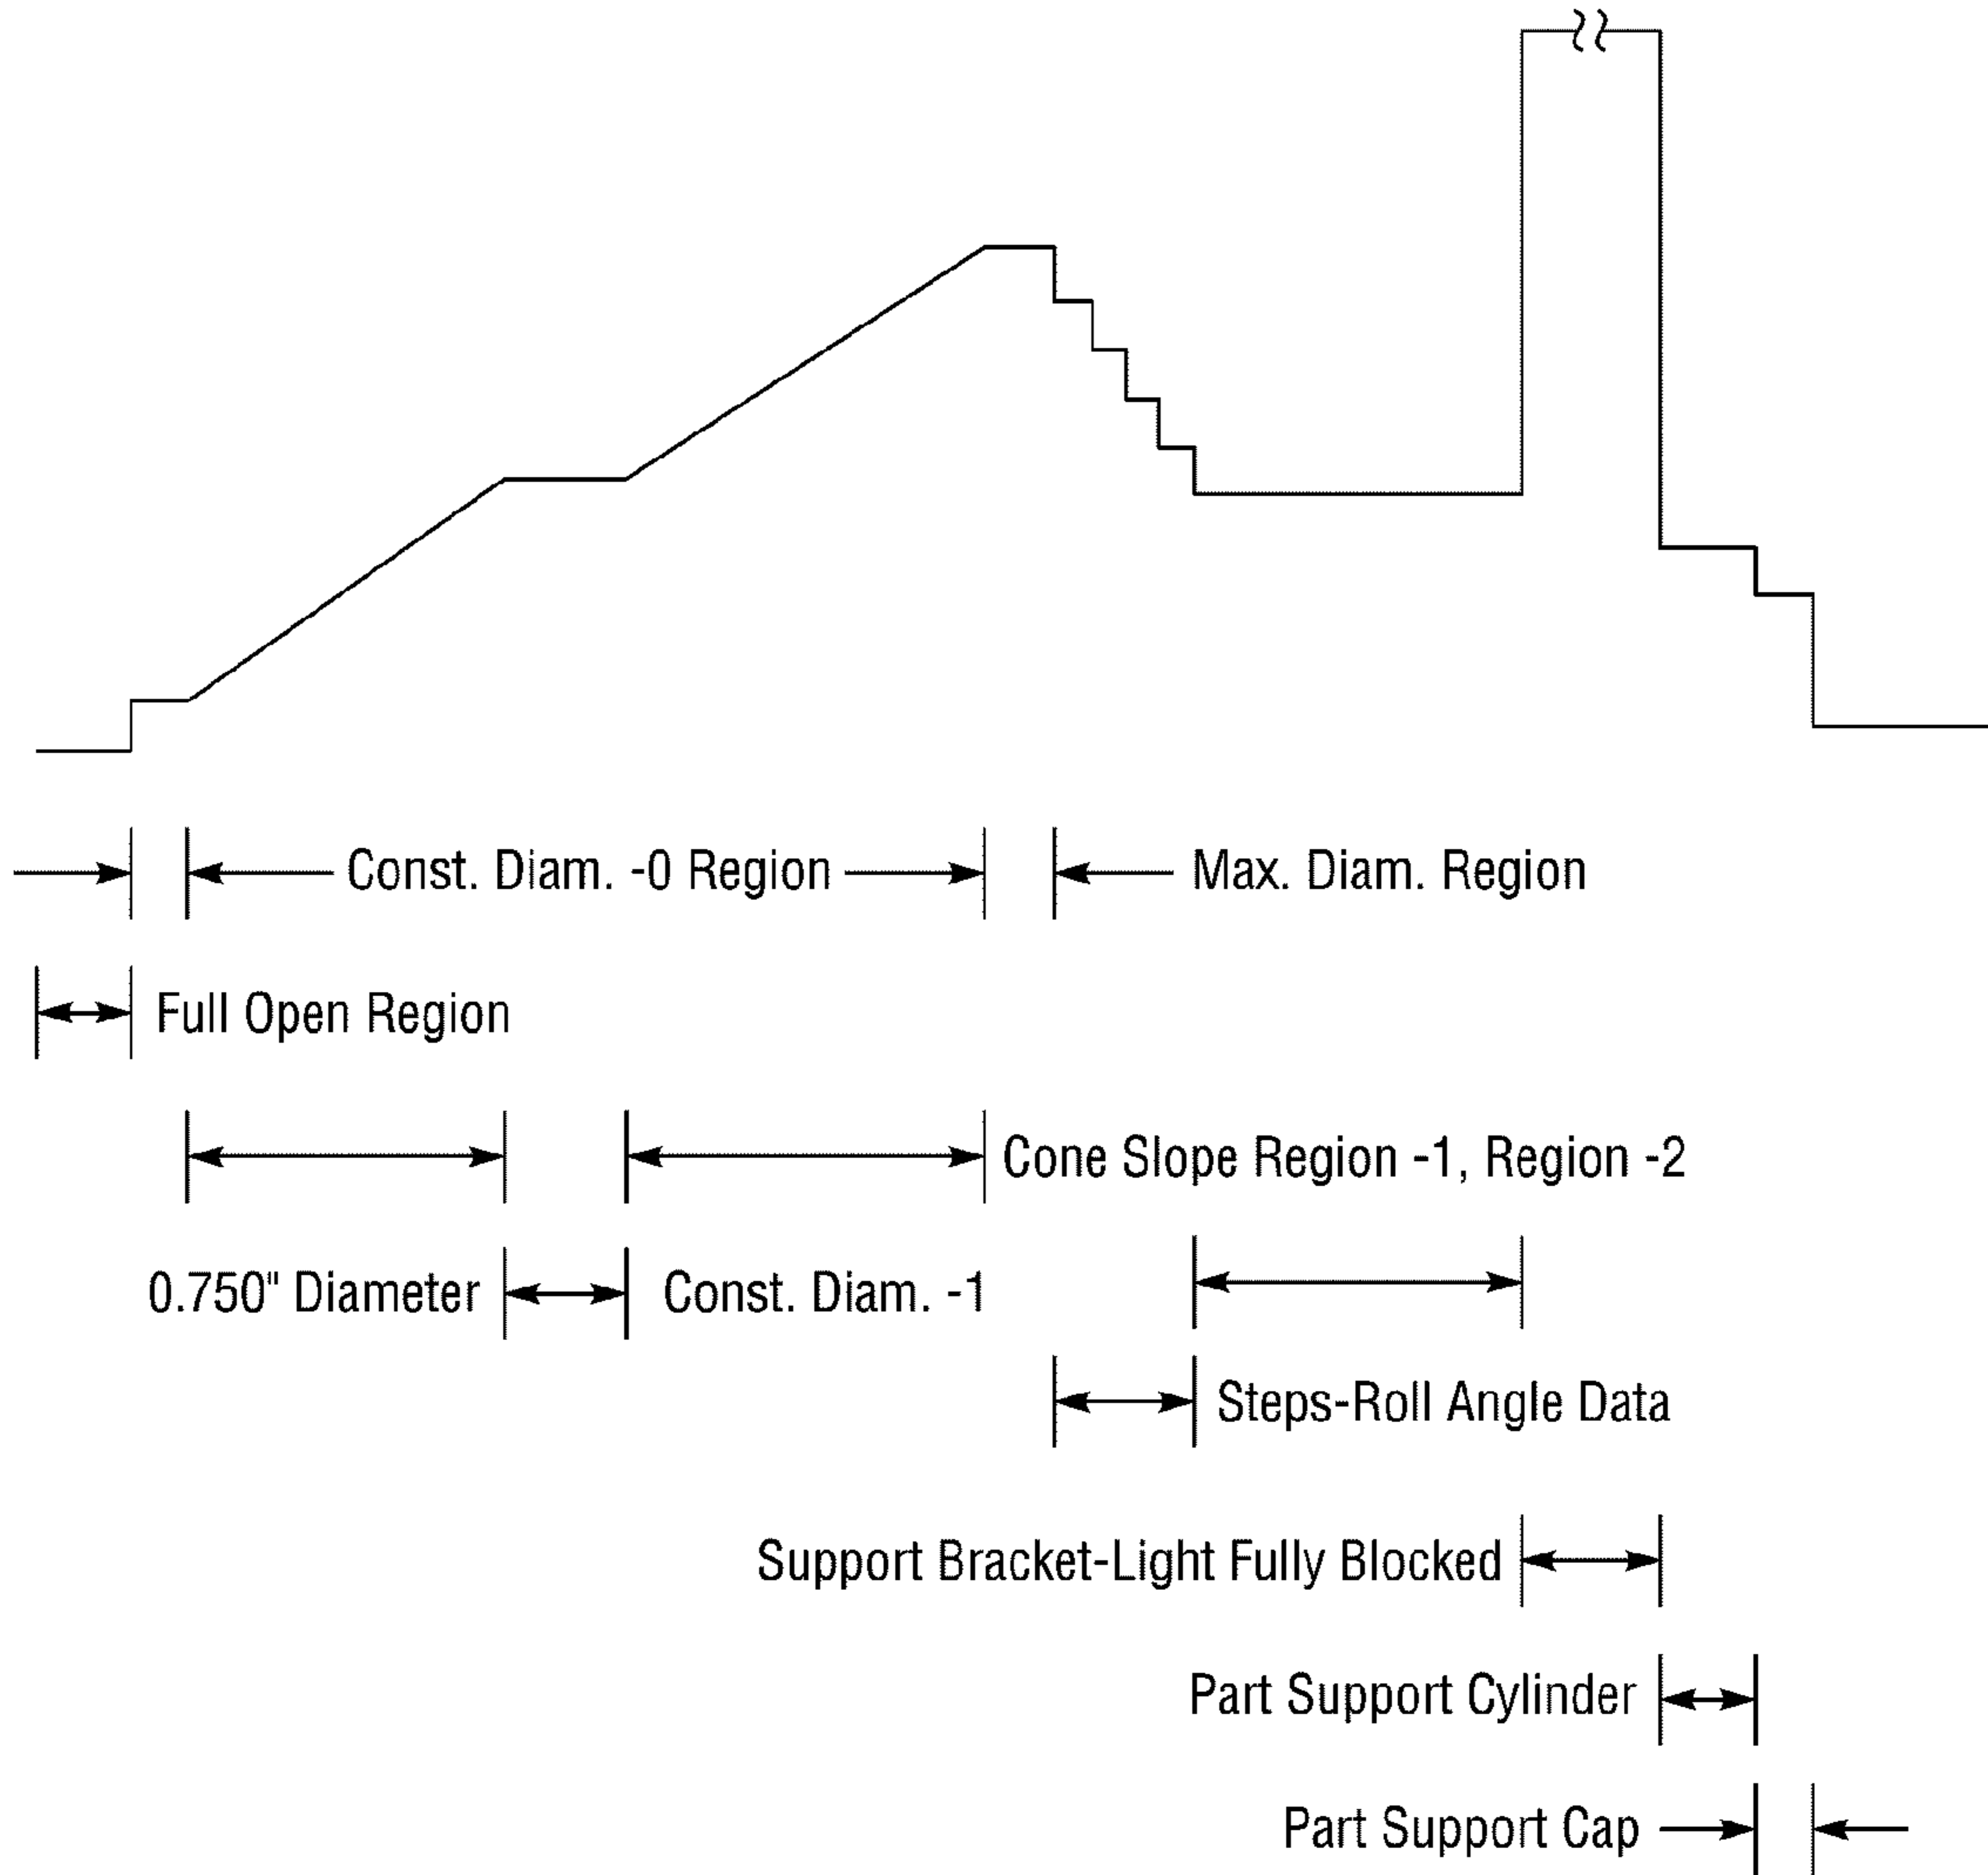 Const. Diam. -0 Region
Max. Diam. Region
Full Open Region
Cone Slope Region -1, Region -2
0.750" Diameter
Const. Diam. -1
Steps-Roll Angle Data
Support Bracket-Light Fully Blocked
Part Support Cylinder
Part Support Cap